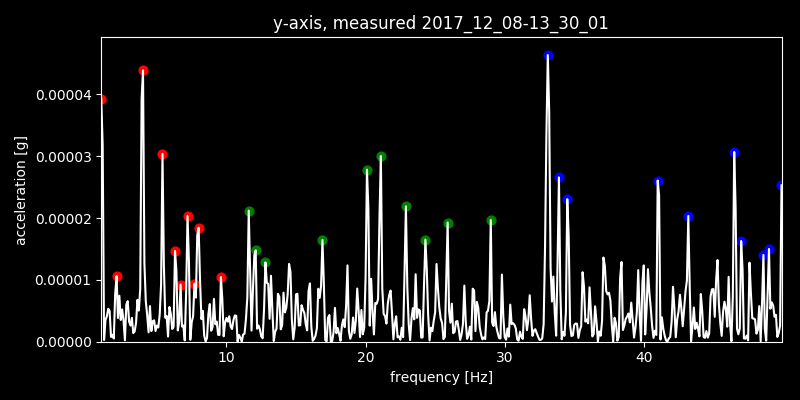 y-axis, measured 2017_12_08-13_30_01
acceleration [g]
0.00004
0.00003
0.00002
0.00001
0.00000
10 20 30 40
frequency [Hz]